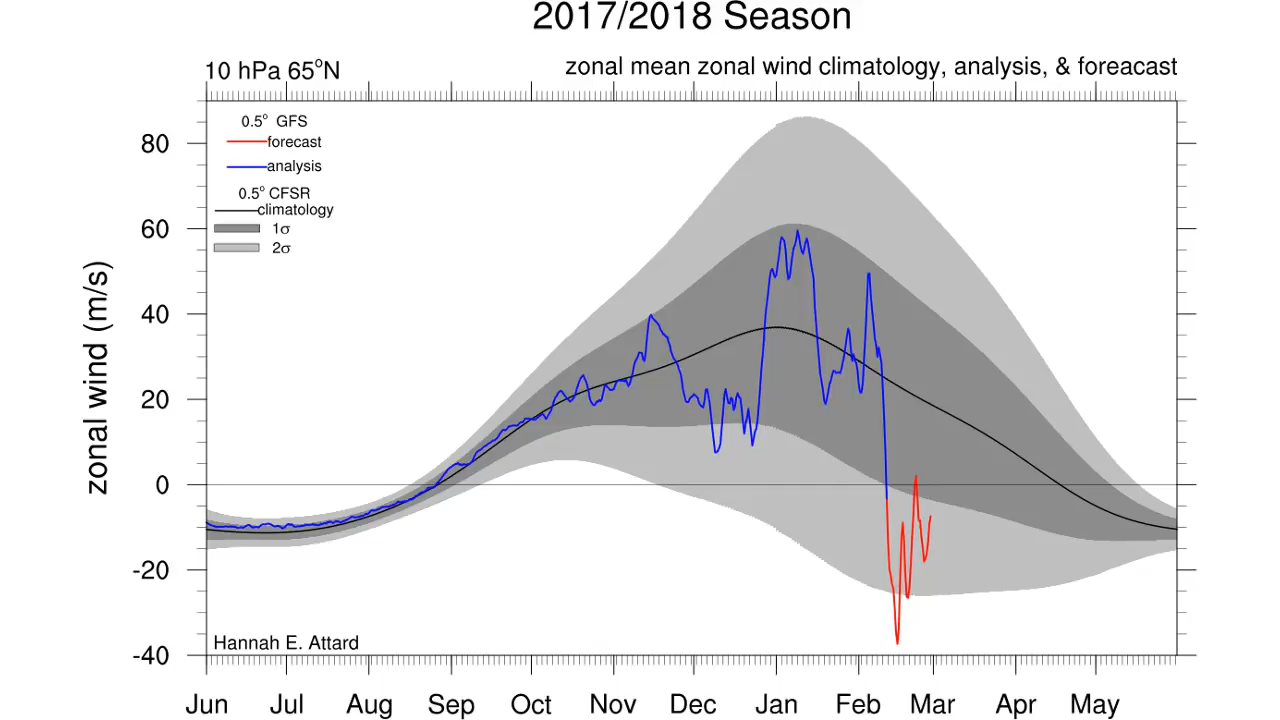 2017/2018 Season
10 hPa 65°N
zonal mean zonal wind climatology, analysis, & foreacast
0.5° GFS
forecast
analysis
0.5° CFSR
climatology
1σ
2σ
zonal wind (m/s)
80
60
40
20
0
-20
-40
Hannah E. Attard
Jun Jul Aug Sep Oct Nov Dec Jan Feb Mar Apr May